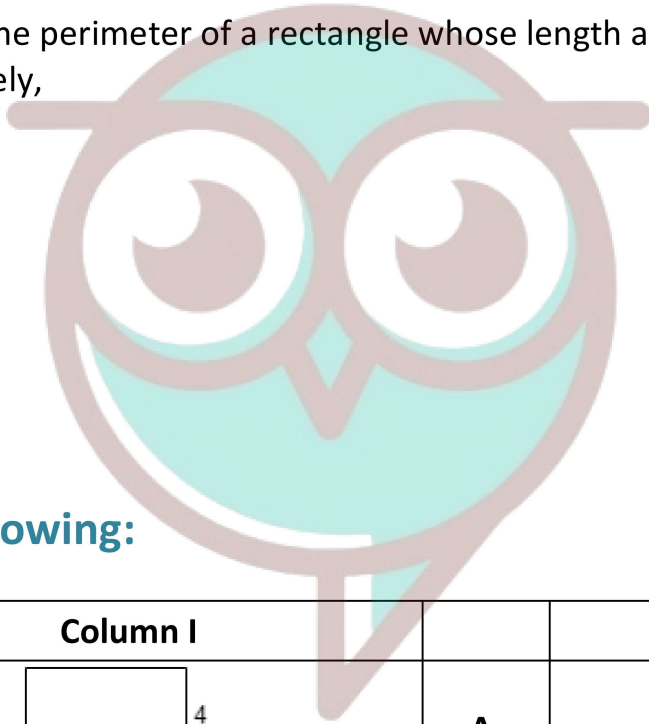 he perimeter of a rectangle whose length a
ely,
owing:
Column I
4
A